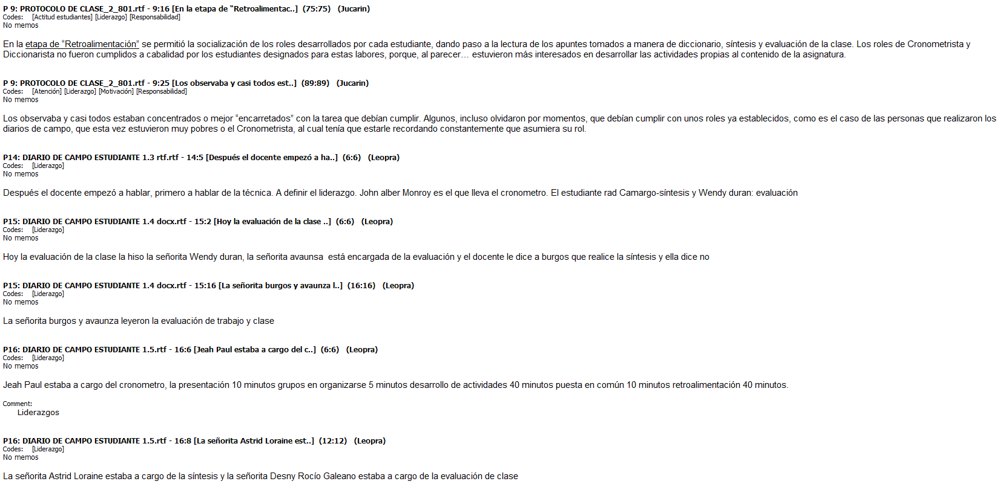 P 9: PROTOCOLO DE CLASE_2_801.rtf - 9:16 [En la etapa de “Retroalimentac..]  (75:75)   (Jucarin)
Codes:    [Actitud estudiantes] [Liderazgo] [Responsabilidad]
No memos
En la etapa de “Retroalimentación” se permitió la socialización de los roles desarrollados por cada estudiante, dando paso a la lectura de los apuntes tomados a manera de diccionario, síntesis y evaluación de la clase. Los roles de Cronometrista y
Diccionarista no fueron cumplidos a cabalidad por los estudiantes designados para estas labores, porque, al parecer… estuvieron más interesados en desarrollar las actividades propias al contenido de la asignatura.
P 9: PROTOCOLO DE CLASE_2_801.rtf - 9:25 [Los observaba y casi todos est..]  (89:89)   (Jucarin)
Codes:    [Atención] [Liderazgo] [Motivación] [Responsabilidad]
No memos
Los observaba y casi todos estaban concentrados o mejor “encarretados” con la tarea que debían cumplir. Algunos, incluso olvidaron por momentos, que debían cumplir con unos roles ya establecidos, como es el caso de las personas que realizaron los
diarios de campo, que esta vez estuvieron muy pobres o el Cronometrista, al cual tenía que estarle recordando constantemente que asumiera su rol.
P14: DIARIO DE CAMPO ESTUDIANTE 1.3 rtf.rtf - 14:5 [Después el docente empezó a ha..]  (6:6)   (Leopra)
Codes:    [Liderazgo]
No memos
Después el docente empezó a hablar, primero a hablar de la técnica. A definir el liderazgo. John alber Monroy es el que lleva el cronometro. El estudiante rad Camargo-síntesis y Wendy duran: evaluación
P15: DIARIO DE CAMPO ESTUDIANTE 1.4 docx.rtf - 15:2 [Hoy la evaluación de la clase ..]  (6:6)   (Leopra)
Codes:    [Liderazgo]
No memos
Hoy la evaluación de la clase la hiso la señorita Wendy duran, la señorita avaunsa  está encargada de la evaluación y el docente le dice a burgos que realice la síntesis y ella dice no
P15: DIARIO DE CAMPO ESTUDIANTE 1.4 docx.rtf - 15:16 [La señorita burgos y avaunza l..]  (16:16)   (Leopra)
Codes:    [Liderazgo]
No memos
La señorita burgos y avaunza leyeron la evaluación de trabajo y clase
P16: DIARIO DE CAMPO ESTUDIANTE 1.5.rtf - 16:6 [Jeah Paul estaba a cargo del c..]  (6:6)   (Leopra)
Codes:    [Liderazgo]
No memos
Jeah Paul estaba a cargo del cronometro, la presentación 10 minutos grupos en organizarse 5 minutos desarrollo de actividades 40 minutos puesta en común 10 minutos retroalimentación 40 minutos.
Comment:
Liderazgos
P16: DIARIO DE CAMPO ESTUDIANTE 1.5.rtf - 16:8 [La señorita Astrid Loraine est..]  (12:12)   (Leopra)
Codes:    [Liderazgo]
No memos
La señorita Astrid Loraine estaba a cargo de la síntesis y la señorita Desny Rocío Galeano estaba a cargo de la evaluación de clase